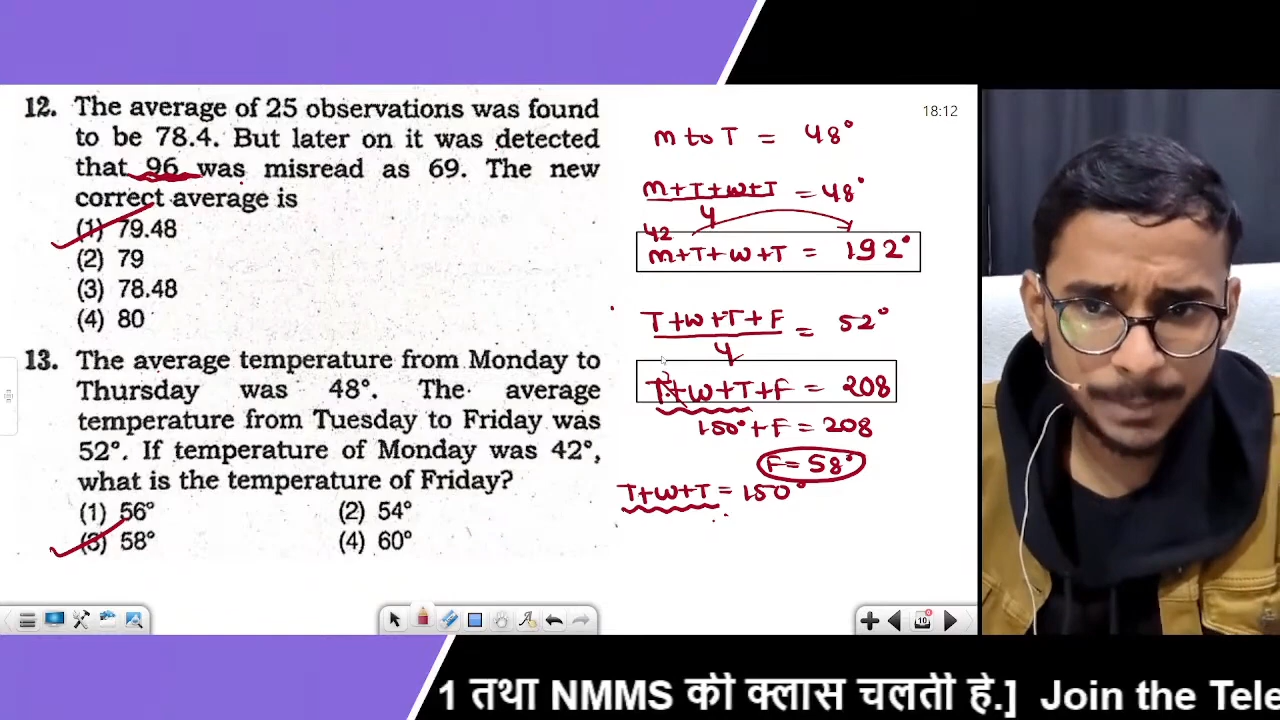 12. The average of 25 observations was found
to be 78.4. But later on it was detected
that 96 was misread as 69. The new
correct average is
(1) 79.48
(2) 79
(3) 78.48
(4) 80
13. The average temperature from Monday to
Thursday was 48°. The average
temperature from Tuesday to Friday was
52°. If temperature of Monday was 42°,
what is the temperature of Friday?
(1) 56° (2) 54°
(3) 58° (4) 60°
18:12
m to T = 48°
m+T+w+T = 48°
4
42
m+T+w+T = 192°
T+w+T+F = 52°
4
T+w+T+F = 208
150°+F = 208
F = 58°
T+w+T = 150°
10
1 तथा NMMS की क्लास चलती हे.] Join the Tele